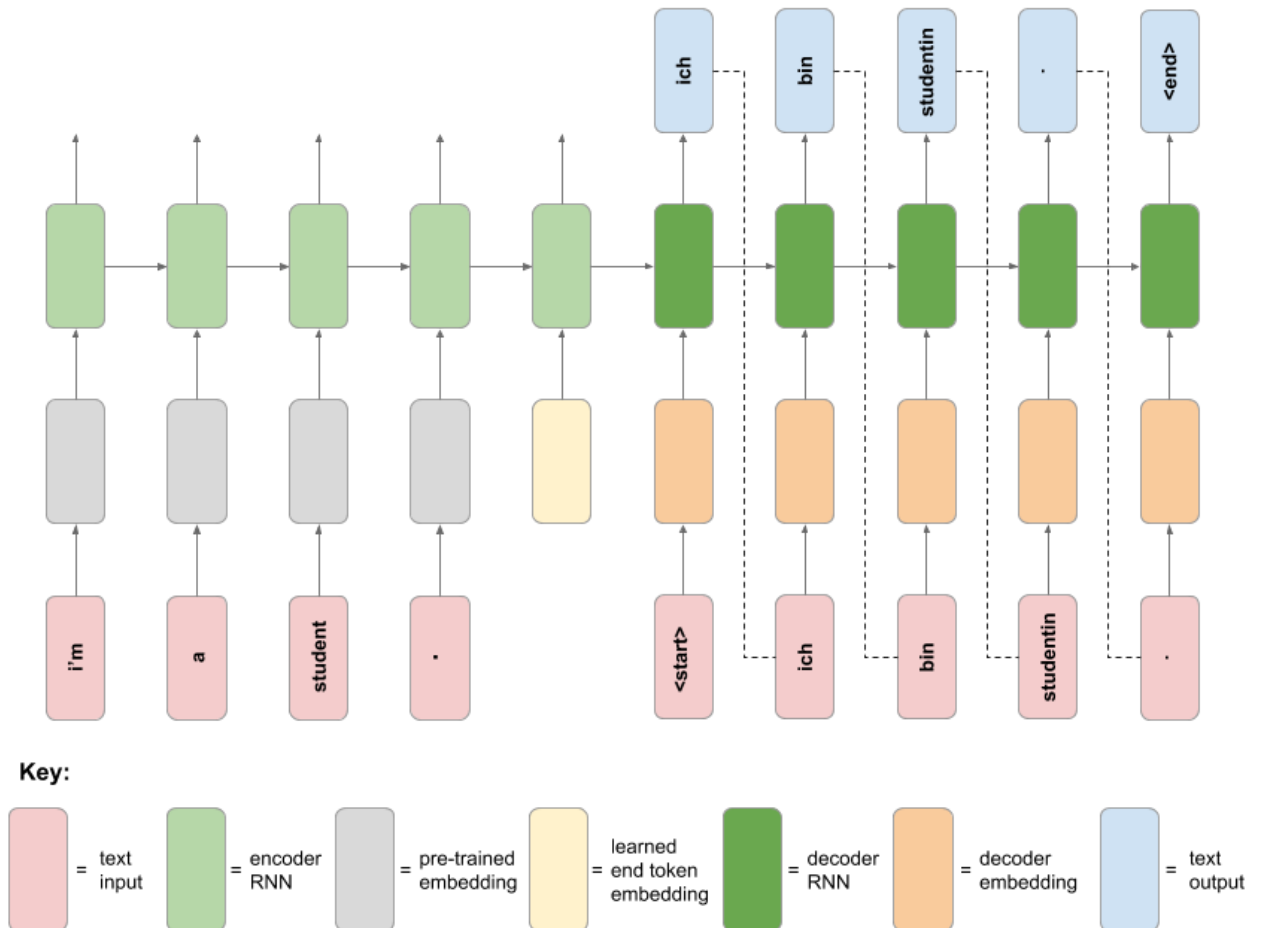 ich
bin
studentin
.
<end>
i'm
a
student
.
<start>
ich
bin
studentin
.
Key:
= text input
= encoder RNN
= pre-trained embedding
= learned end token embedding
= decoder RNN
= decoder embedding
= text output